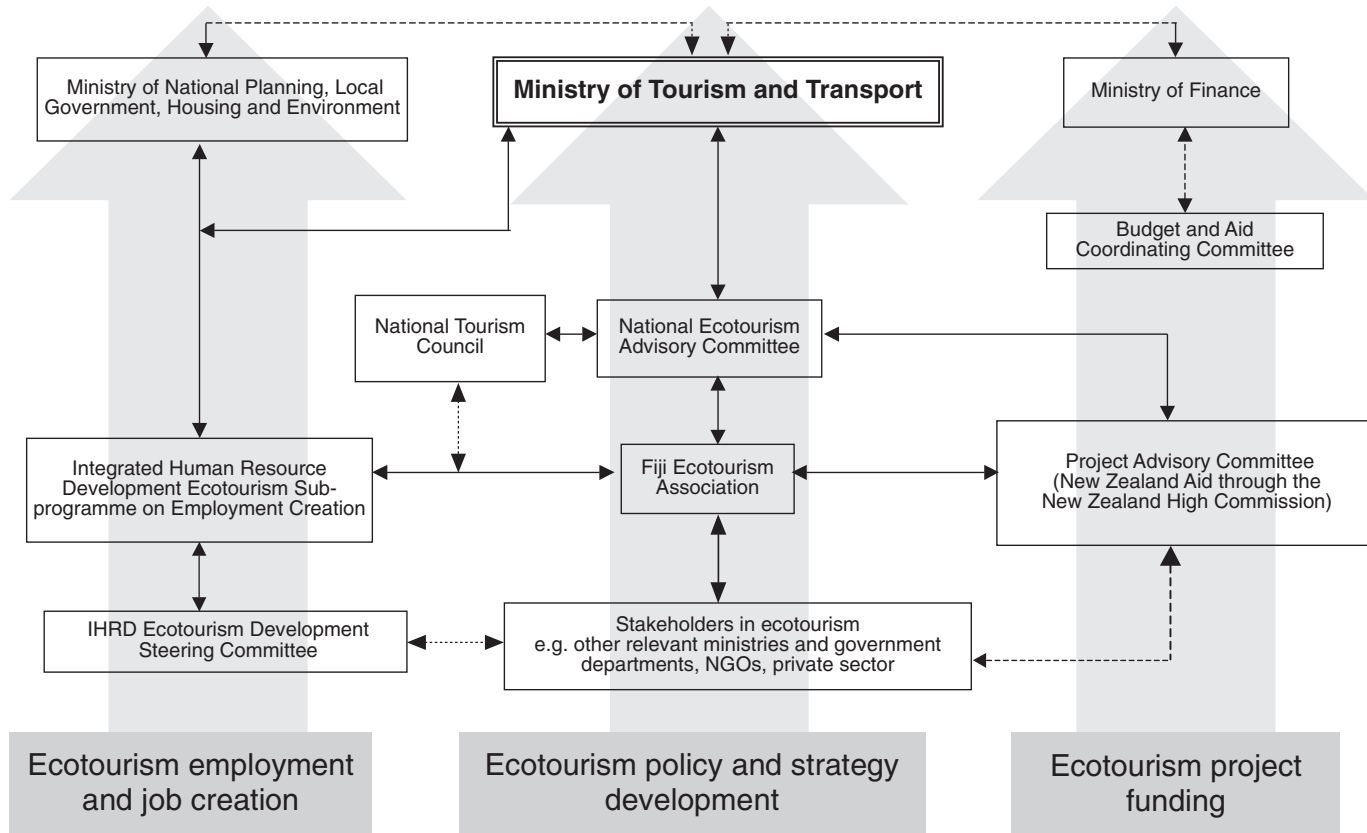 Ministry of National Planning, Local
Government, Housing and Environment
Ministry of Tourism and Transport
Ministry of Finance
Budget and Aid
Coordinating Committee
National Tourism
Council
National Ecotourism
Advisory Committee
Integrated Human Resource
Development Ecotourism Sub-
programme on Employment Creation
Fiji Ecotourism
Association
Project Advisory Committee
(New Zealand Aid through the
New Zealand High Commission)
IHRD Ecotourism Development
Steering Committee
Stakeholders in ecotourism
e.g. other relevant ministries and government
departments, NGOs, private sector
Ecotourism employment
and job creation
Ecotourism policy and strategy
development
Ecotourism project
funding